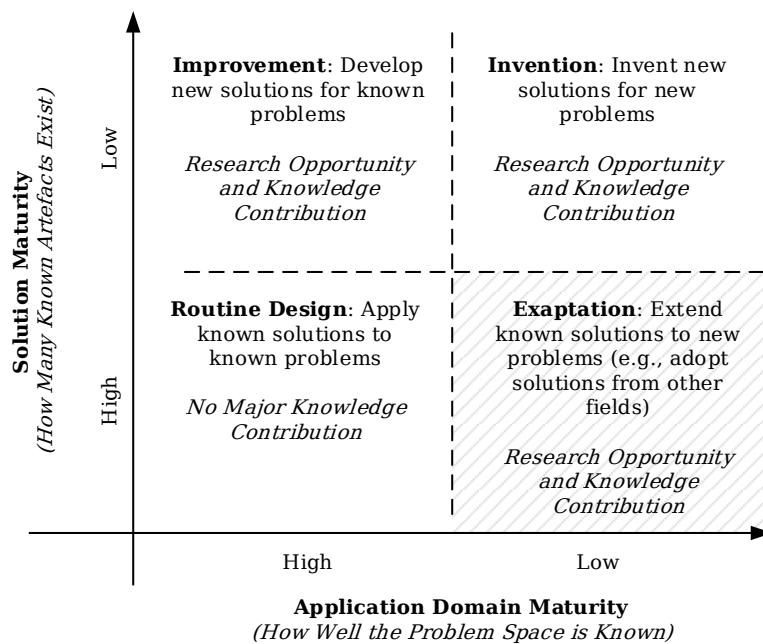 Improvement: Develop
new solutions for known
problems
Research Opportunity
and Knowledge
Contribution
Invention: Invent new
solutions for new
problems
Research Opportunity
and Knowledge
Contribution
Routine Design: Apply
known solutions to
known problems
No Major Knowledge
Contribution
Exaptation: Extend
known solutions to new
problems (e.g., adopt
solutions from other
fields)
Research Opportunity
and Knowledge
Contribution
Solution Maturity
(How Many Known Artefacts Exist)
Low
High
High
Low
Application Domain Maturity
(How Well the Problem Space is Known)